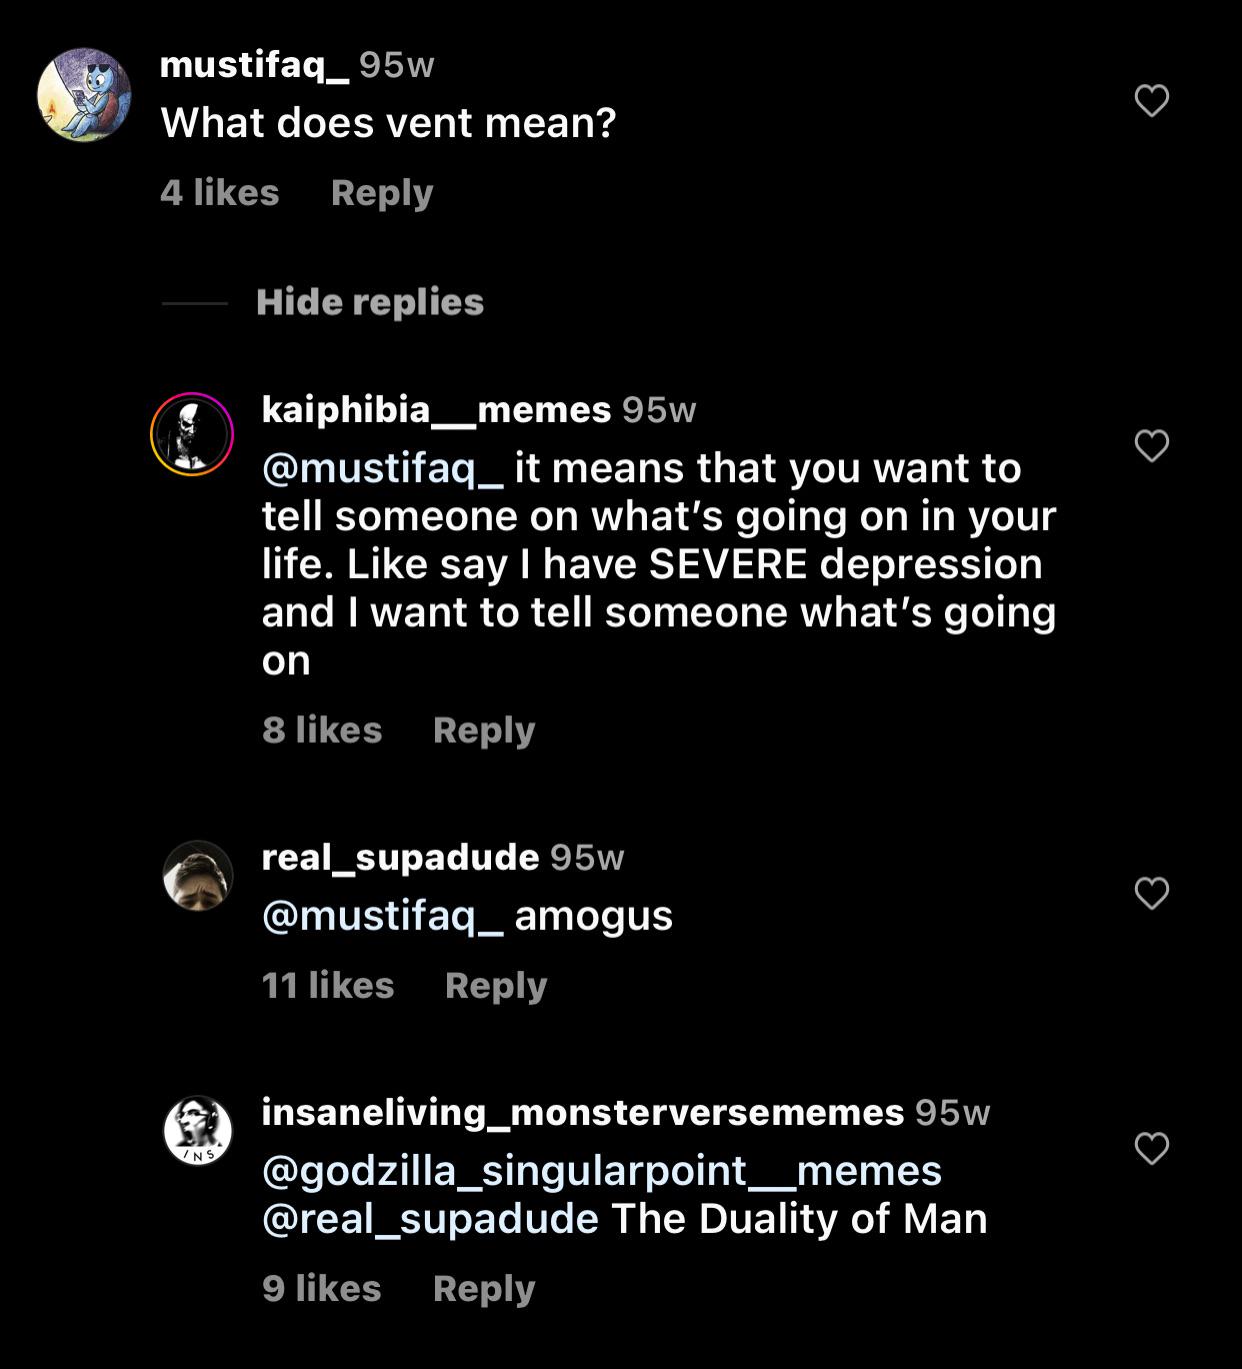 mustifaq_ 95w
What does vent mean?
4 likes Reply
Hide replies
kaiphibia__memes 95w
@mustifaq_ it means that you want to
tell someone on what’s going on in your
life. Like say I have SEVERE depression
and I want to tell someone what’s going
on
8 likes Reply
real_supadude 95w
@mustifaq_ amogus
11 likes Reply
insaneliving_monsterversememes 95w
INS
@godzilla_singularpoint__memes
@real_supadude The Duality of Man
9 likes Reply